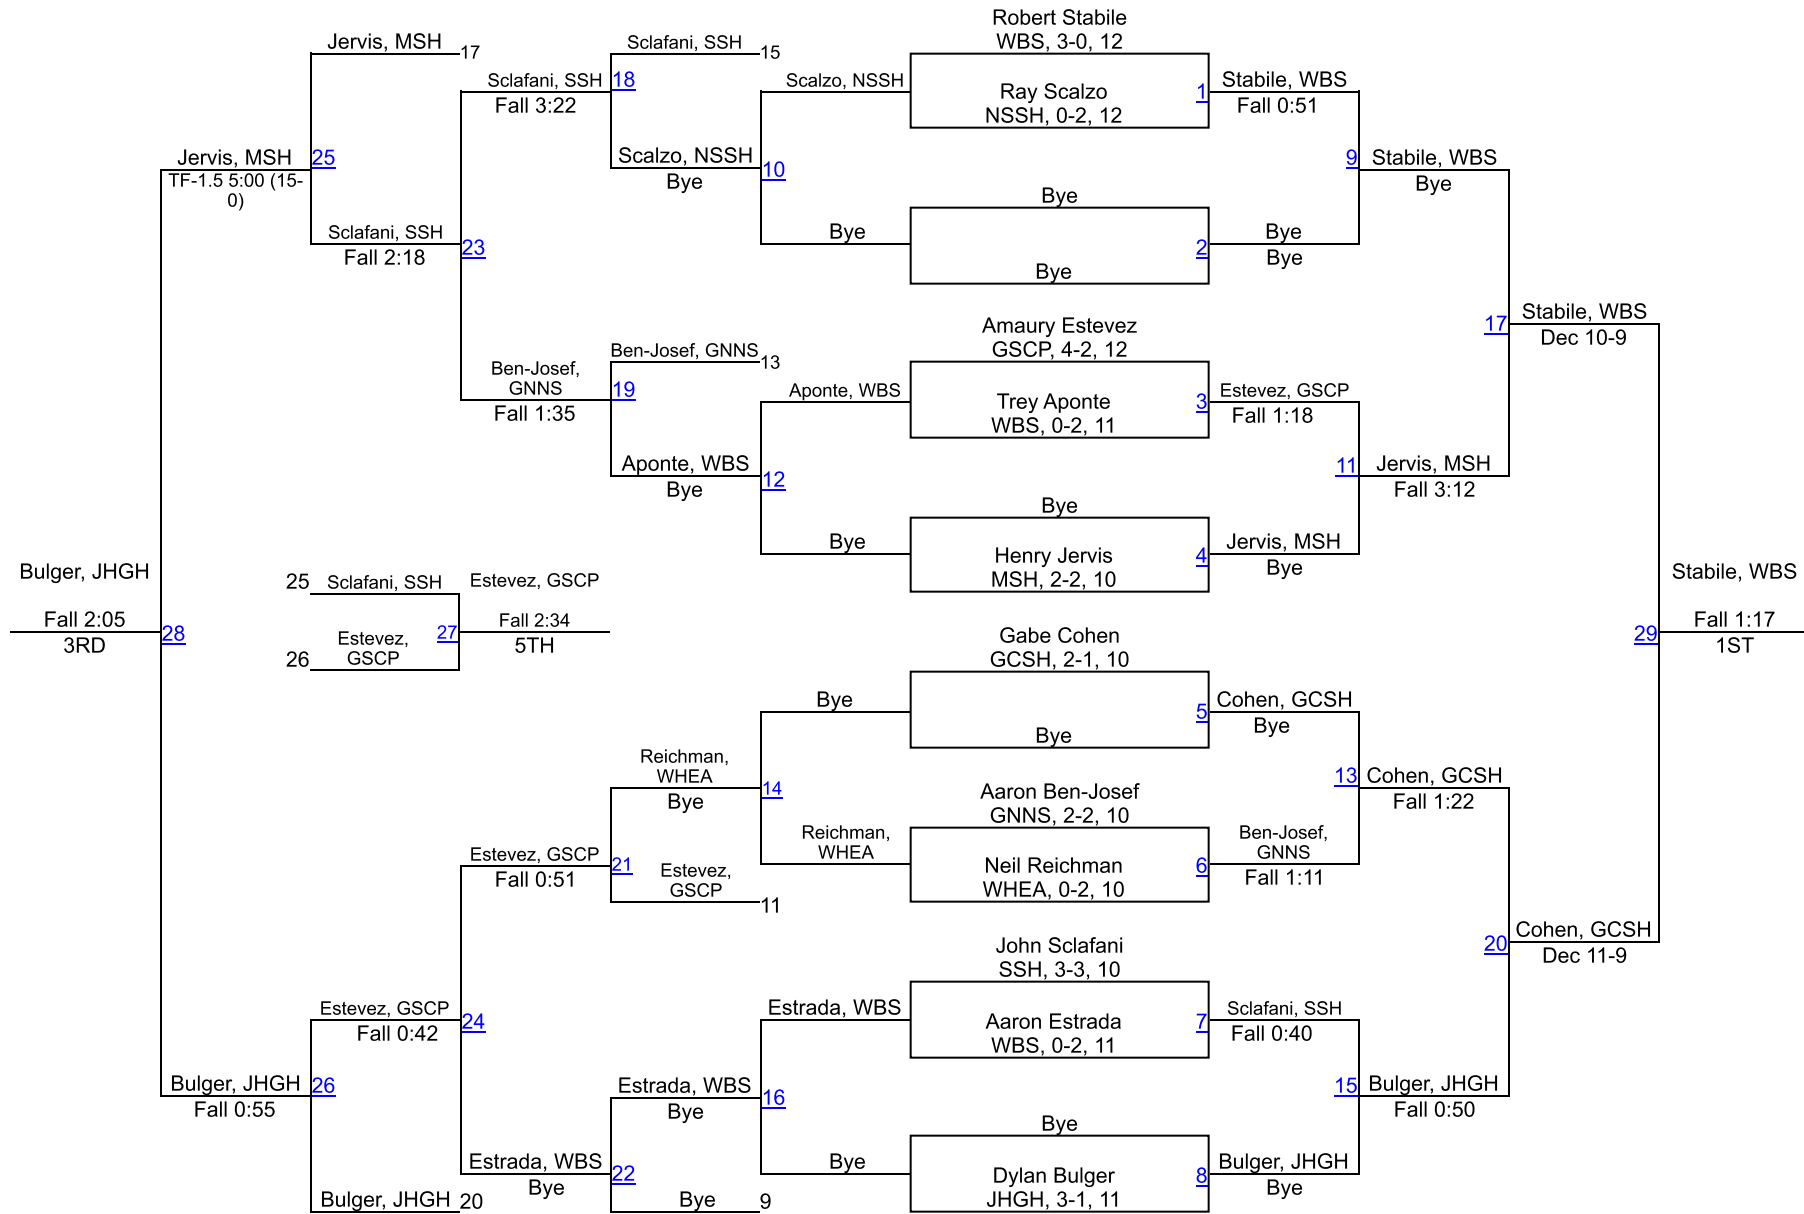 Robert Stabile
WBS, 3-0, 12
Jervis, MSH
17
Sclafani, SSH
15
Sclafani, SSH
18
Fall 3:22
Scalzo, NSSH
Ray Scalzo
NSSH, 0-2, 12
1
Stabile, WBS
Fall 0:51
Jervis, MSH
25
TF-1.5 5:00 (15-
0)
Scalzo, NSSH
10
Bye
9
Stabile, WBS
Bye
Bye
Sclafani, SSH
23
Fall 2:18
Bye
Bye
2
Bye
Bye
17
Stabile, WBS
Dec 10-9
Amaury Estevez
GSCP, 4-2, 12
Ben-Josef, GNNS
13
Ben-Josef,
GNNS
19
Fall 1:35
Aponte, WBS
Trey Aponte
WBS, 0-2, 11
3
Estevez, GSCP
Fall 1:18
Aponte, WBS
12
Bye
11
Jervis, MSH
Fall 3:12
Bye
Bye
Henry Jervis
MSH, 2-2, 10
4
Jervis, MSH
Bye
Bulger, JHGH
Fall 2:05
3RD
28
25
Sclafani, SSH
Estevez, GSCP
Estevez,
GSCP
26
27
Fall 2:34
5TH
Stabile, WBS
29
Fall 1:17
1ST
Gabe Cohen
GCSH, 2-1, 10
Bye
Bye
5
Cohen, GCSH
Bye
Reichman,
WHEA
14
Bye
13
Cohen, GCSH
Fall 1:22
Aaron Ben-Josef
GNNS, 2-2, 10
Reichman,
WHEA
Neil Reichman
WHEA, 0-2, 10
6
Ben-Josef,
GNNS
Fall 1:11
Estevez, GSCP
21
Fall 0:51
Estevez,
GSCP
11
20
Cohen, GCSH
Dec 11-9
John Sclafani
SSH, 3-3, 10
Estevez, GSCP
24
Fall 0:42
Estrada, WBS
Aaron Estrada
WBS, 0-2, 11
7
Sclafani, SSH
Fall 0:40
Bulger, JHGH
26
Fall 0:55
Estrada, WBS
16
Bye
15
Bulger, JHGH
Fall 0:50
Bye
Estrada, WBS
22
Bye
Bye
Dylan Bulger
JHGH, 3-1, 11
8
Bulger, JHGH
Bye
Bulger, JHGH
20
Bye
9